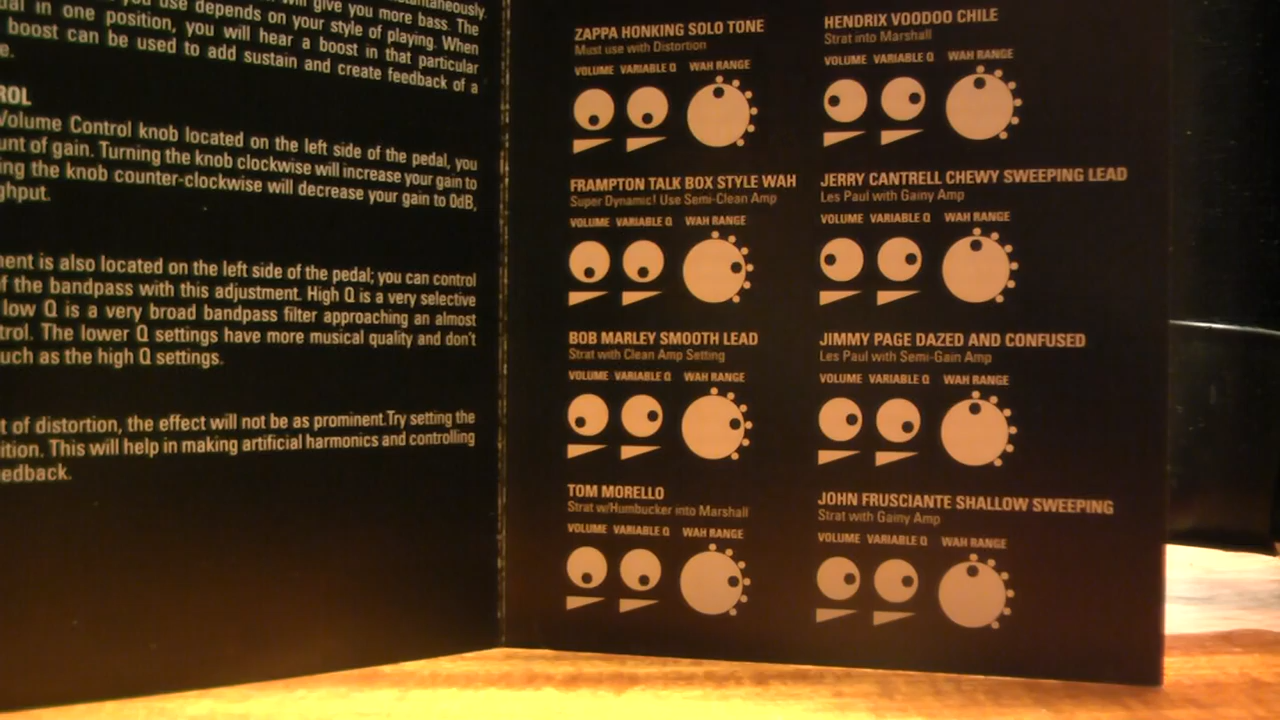 instantaneously.
will give you more bass. The
use depends on your style of playing. When
in one position, you will hear a boost in that particular
boost can be used to add sustain and create feedback of a
Volume Control knob located on the left side of the pedal, you
of gain. Turning the knob clockwise will increase your gain to
the knob counter-clockwise will decrease your gain to 0dB,
is also located on the left side of the pedal; you can control
f the bandpass with this adjustment. High Q is a very selective
low Q is a very broad bandpass filter approaching an almost
The lower Q settings have more musical quality and don't
uch as the high Q settings.
t of distortion, the effect will not be as prominent.Try setting the
ition. This will help in making artificial harmonics and controlling
edback.
ZAPPA HONKING SOLO TONE
Must use with Distortion
VOLUME VARIABLE Q WAH RANGE
FRAMPTON TALK BOX STYLE WAH
Super Dynamic! Use Semi-Clean Amp
VOLUME VARIABLE Q WAH RANGE
BOB MARLEY SMOOTH LEAD
Strat with Clean Amp Setting
VOLUME VARIABLE Q WAH RANGE
TOM MORELLO
Strat w/Humbucker into Marshall
VOLUME VARIABLE Q WAH RANGE
HENDRIX VOODOO CHILE
Strat into Marshall
VOLUME VARIABLE Q WAH RANGE
JERRY CANTRELL CHEWY SWEEPING LEAD
Les Paul with Gainy Amp
VOLUME VARIABLE Q WAH RANGE
JIMMY PAGE DAZED AND CONFUSED
Les Paul with Semi-Gain Amp
VOLUME VARIABLE Q WAH RANGE
JOHN FRUSCIANTE SHALLOW SWEEPING
Strat with Gainy Amp
VOLUME VARIABLE Q WAH RANGE